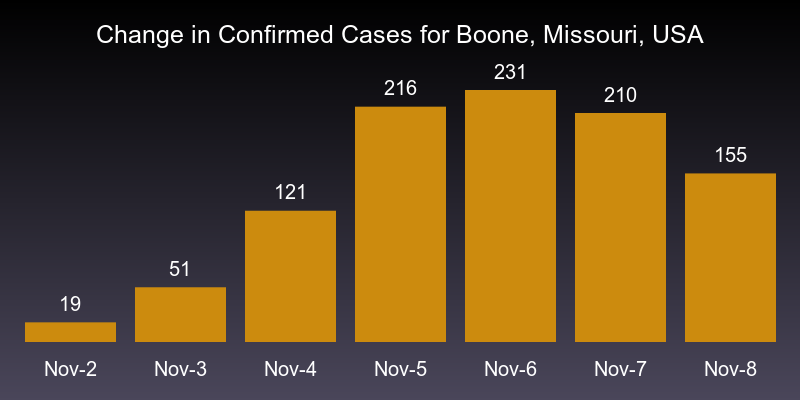 Change in Confirmed Cases for Boone, Missouri, USA
19
51
121
216
231
210
155
Nov-2
Nov-3
Nov-4
Nov-5
Nov-6
Nov-7
Nov-8